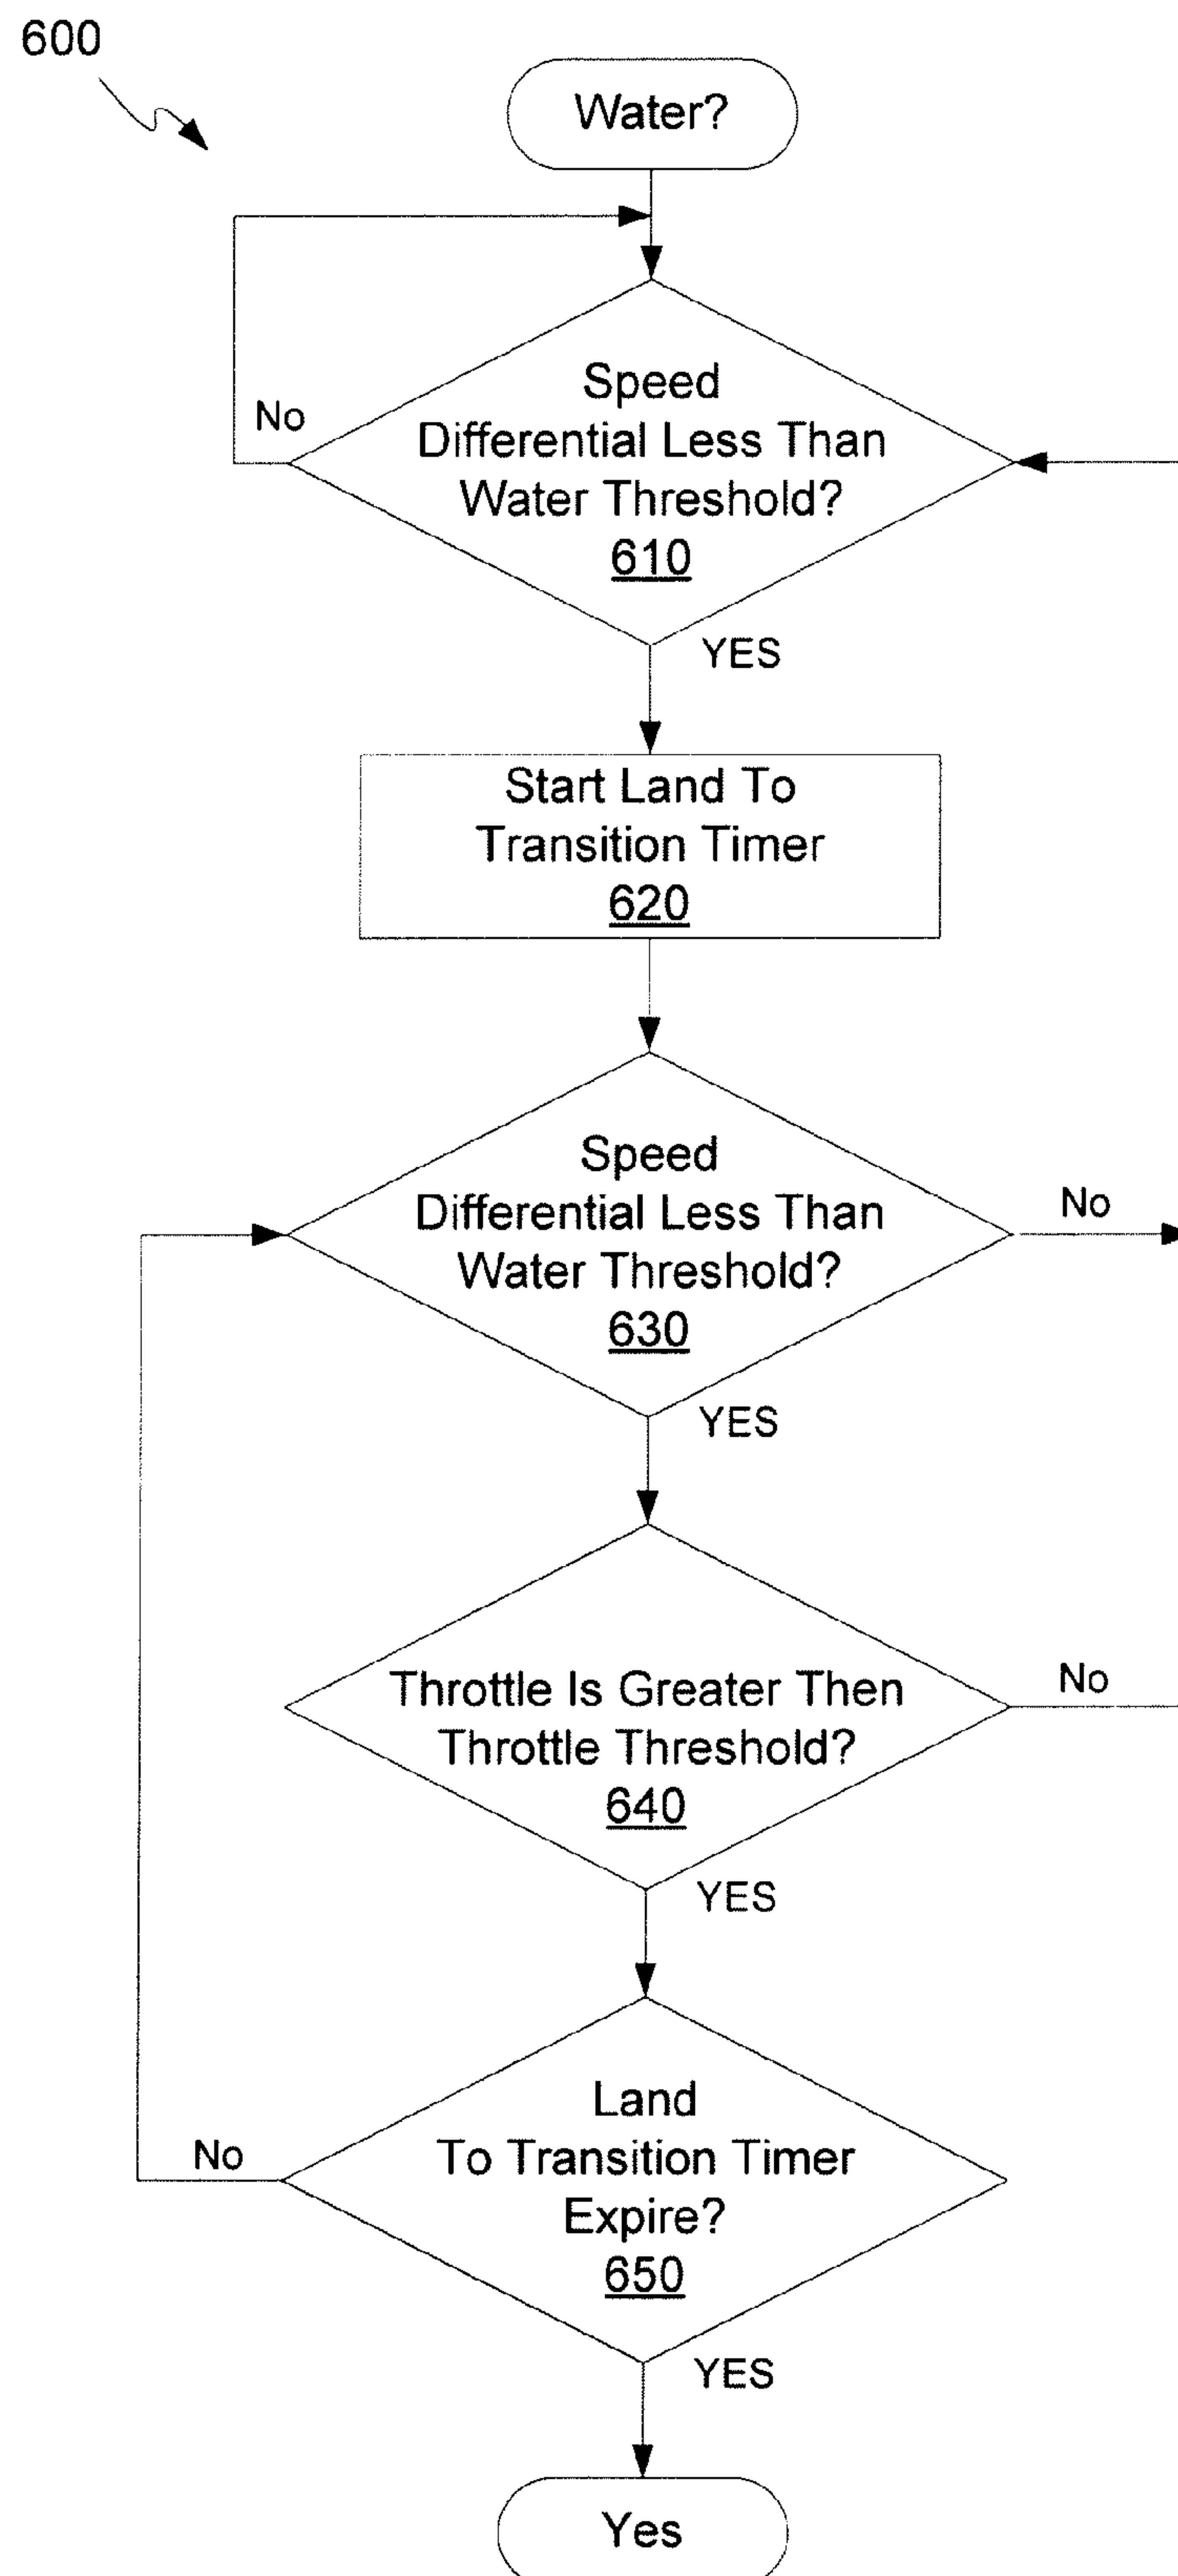 600
Water?
Speed
Differential Less Than
Water Threshold?
610
No
YES
Start Land To
Transition Timer
620
Speed
Differential Less Than
Water Threshold?
630
No
YES
Throttle Is Greater Then
Throttle Threshold?
640
No
YES
Land
To Transition Timer
Expire?
650
No
YES
Yes